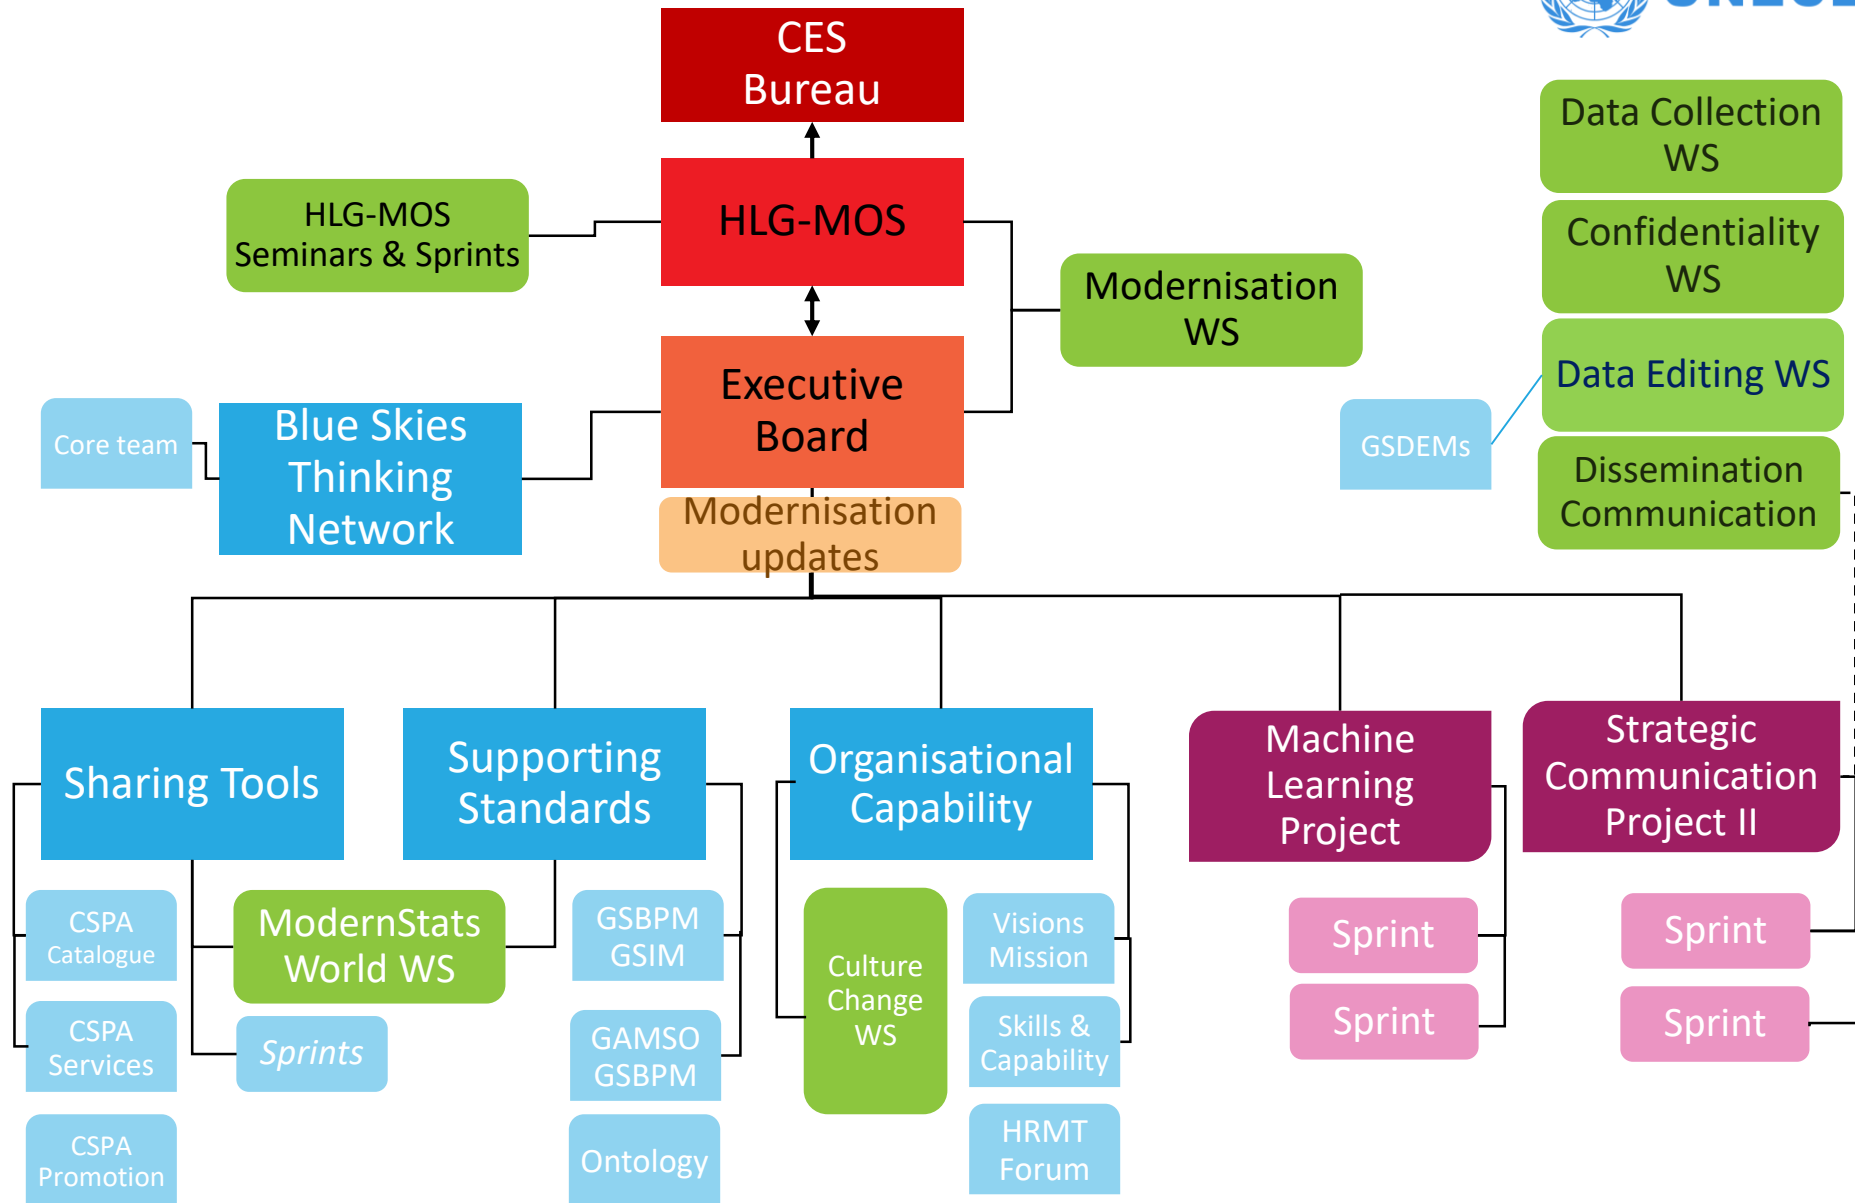 CES
Bureau
HLG-MOS
Seminars & Sprints
HLG-MOS
Modernisation
WS
Executive
Board
Modernisation
updates
Core team
Blue Skies
Thinking
Network
Data Collection
WS
Confidentiality
WS
Data Editing WS
GSDEMs
Dissemination
Communication
Sharing Tools
Supporting
Standards
Organisational
Capability
Machine
Learning
Project
Strategic
Communication
Project II
CSPA
Catalogue
CSPA
Services
CSPA
Promotion
ModernStats
World WS
Sprints
GSBPM
GSIM
GAMSO
GSBPM
Ontology
Culture
Change
WS
Visions
Mission
Skills &
Capability
HRMT
Forum
Sprint
Sprint
Sprint
Sprint